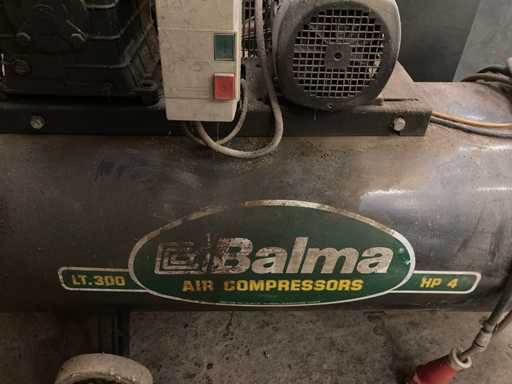 Balma
LT.300 AIR COMPRESSORS HP 4